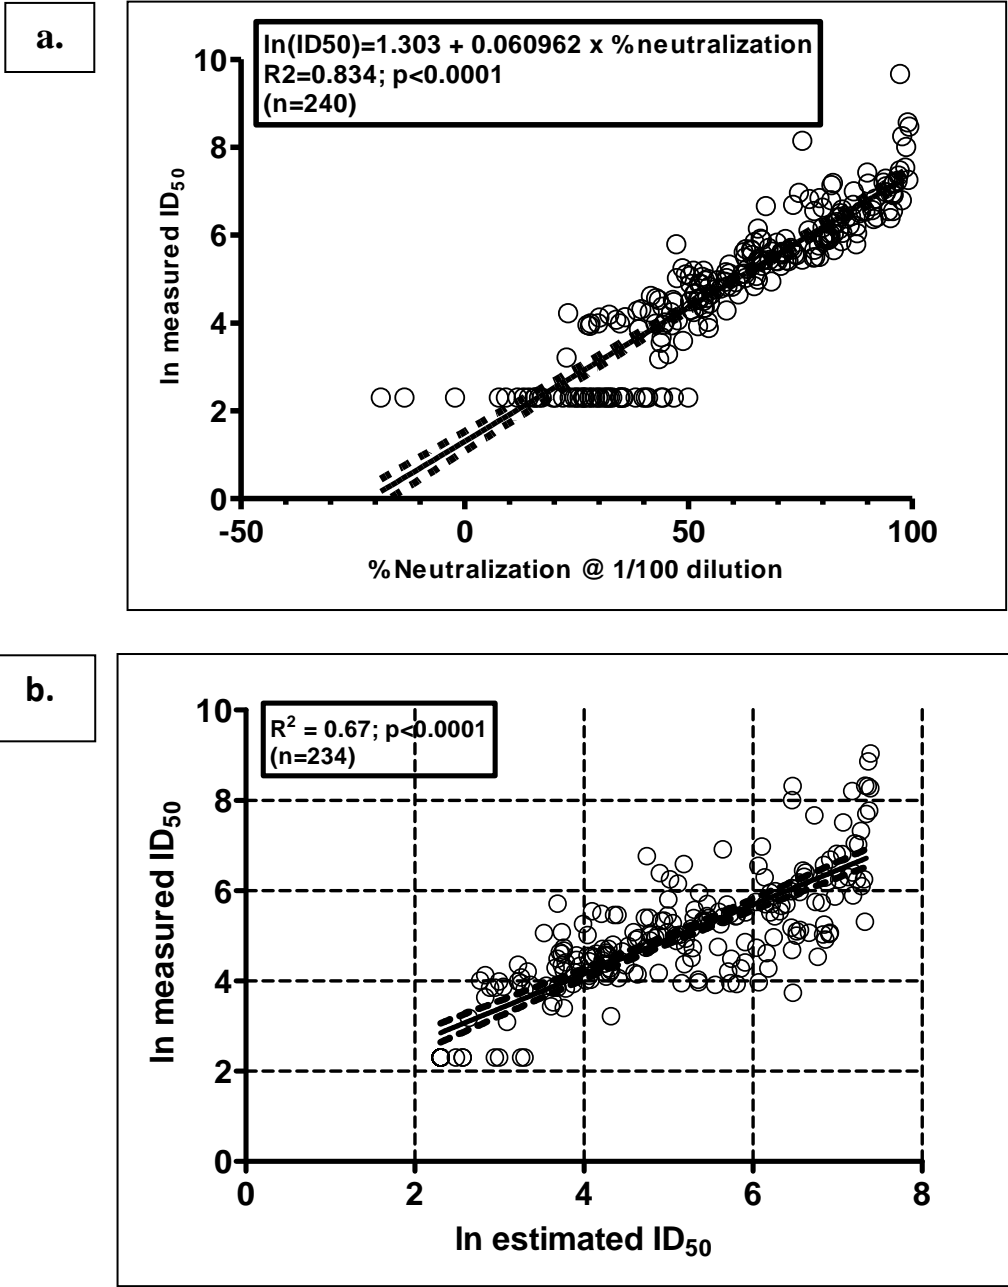 a.
ln(ID50)=1.303 + 0.060962 x %neutralization
R2=0.834; p<0.0001
(n=240)
10
8
6
4
2
0
ln measured ID50
-50
0
50
100
%Neutralization @ 1/100 dilution
b.
R² = 0.67; p<0.0001
(n=234)
10
8
6
4
2
0
ln measured ID50
0
2
4
6
8
ln estimated ID50